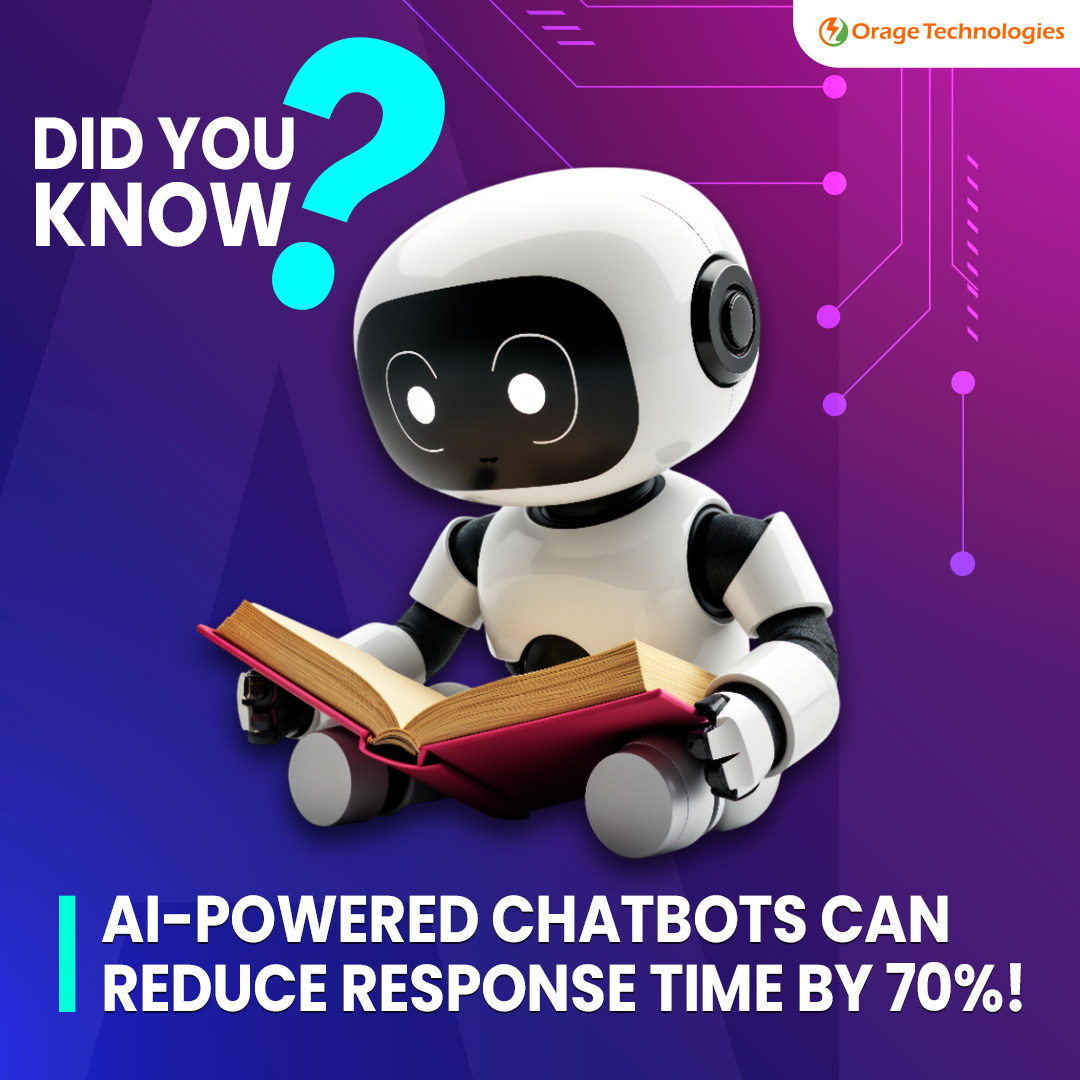 Orage Technologies
DID YOU
KNOW?
AI-POWERED CHATBOTS CAN
REDUCE RESPONSE TIME BY 70%!